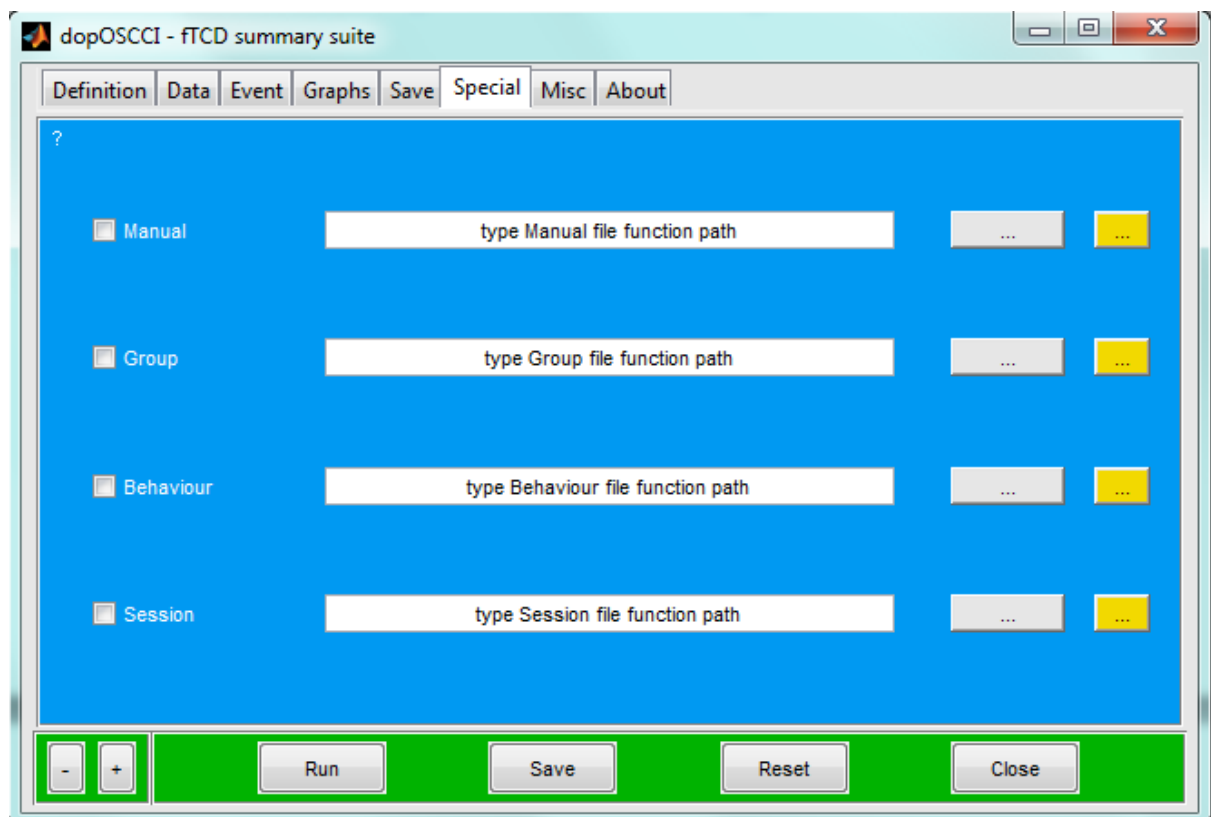 dopOSCCI - fTCD summary suite
Definition Data Event Graphs Save Special Misc About
?
Manual type Manual file function path ... ...
Group type Group file function path ... ...
Behaviour type Behaviour file function path ... ...
Session type Session file function path ... ...
- + Run Save Reset Close